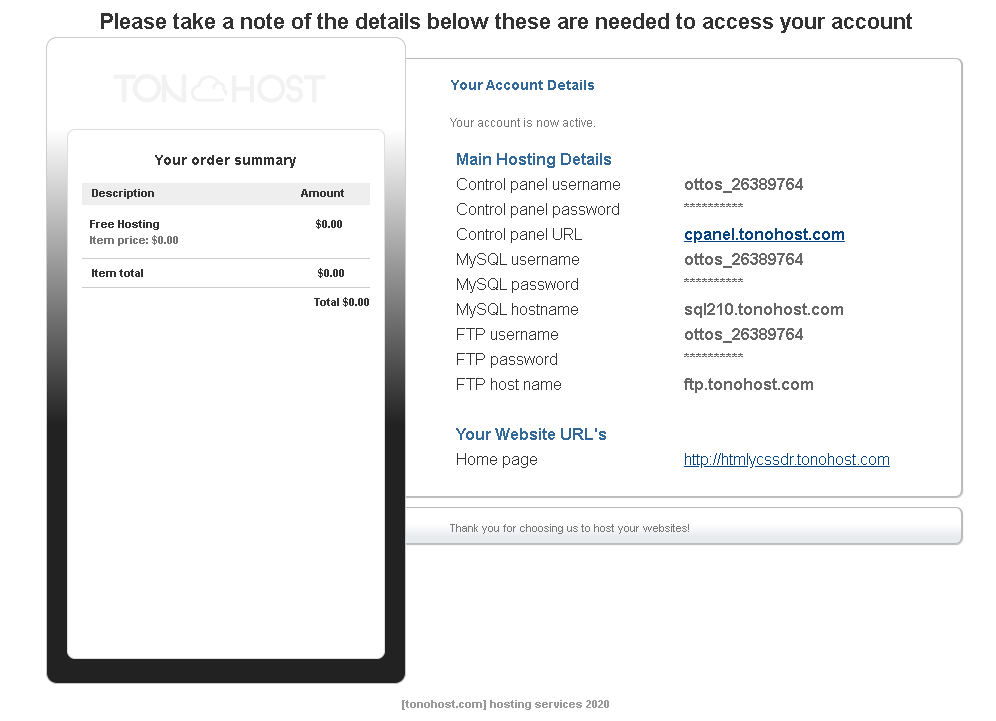 Please take a note of the details below these are needed to access your account
TONOHOST
Your order summary
Description Amount
Free Hosting $0.00
Item price: $0.00
Item total $0.00
Total $0.00
Your Account Details
Your account is now active.
Main Hosting Details
Control panel username ottos_26389764
Control panel password **********
Control panel URL cpanel.tonohost.com
MySQL username ottos_26389764
MySQL password **********
MySQL hostname sql210.tonohost.com
FTP username ottos_26389764
FTP password **********
FTP host name ftp.tonohost.com
Your Website URL's
Home page http://htmlycssdr.tonohost.com
Thank you for choosing us to host your websites!
[tonohost.com] hosting services 2020